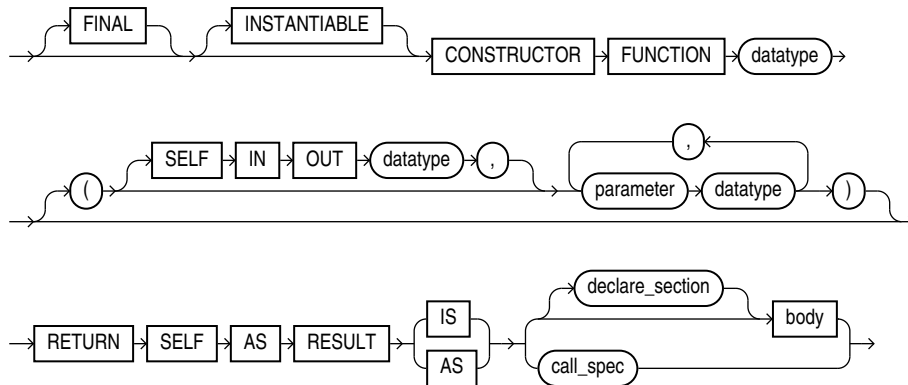 FINAL INSTANTIABLE
CONSTRUCTOR FUNCTION datatype
,
SELF IN OUT datatype ,
( parameter datatype )
declare_section
IS body
RETURN SELF AS RESULT
AS call_spec